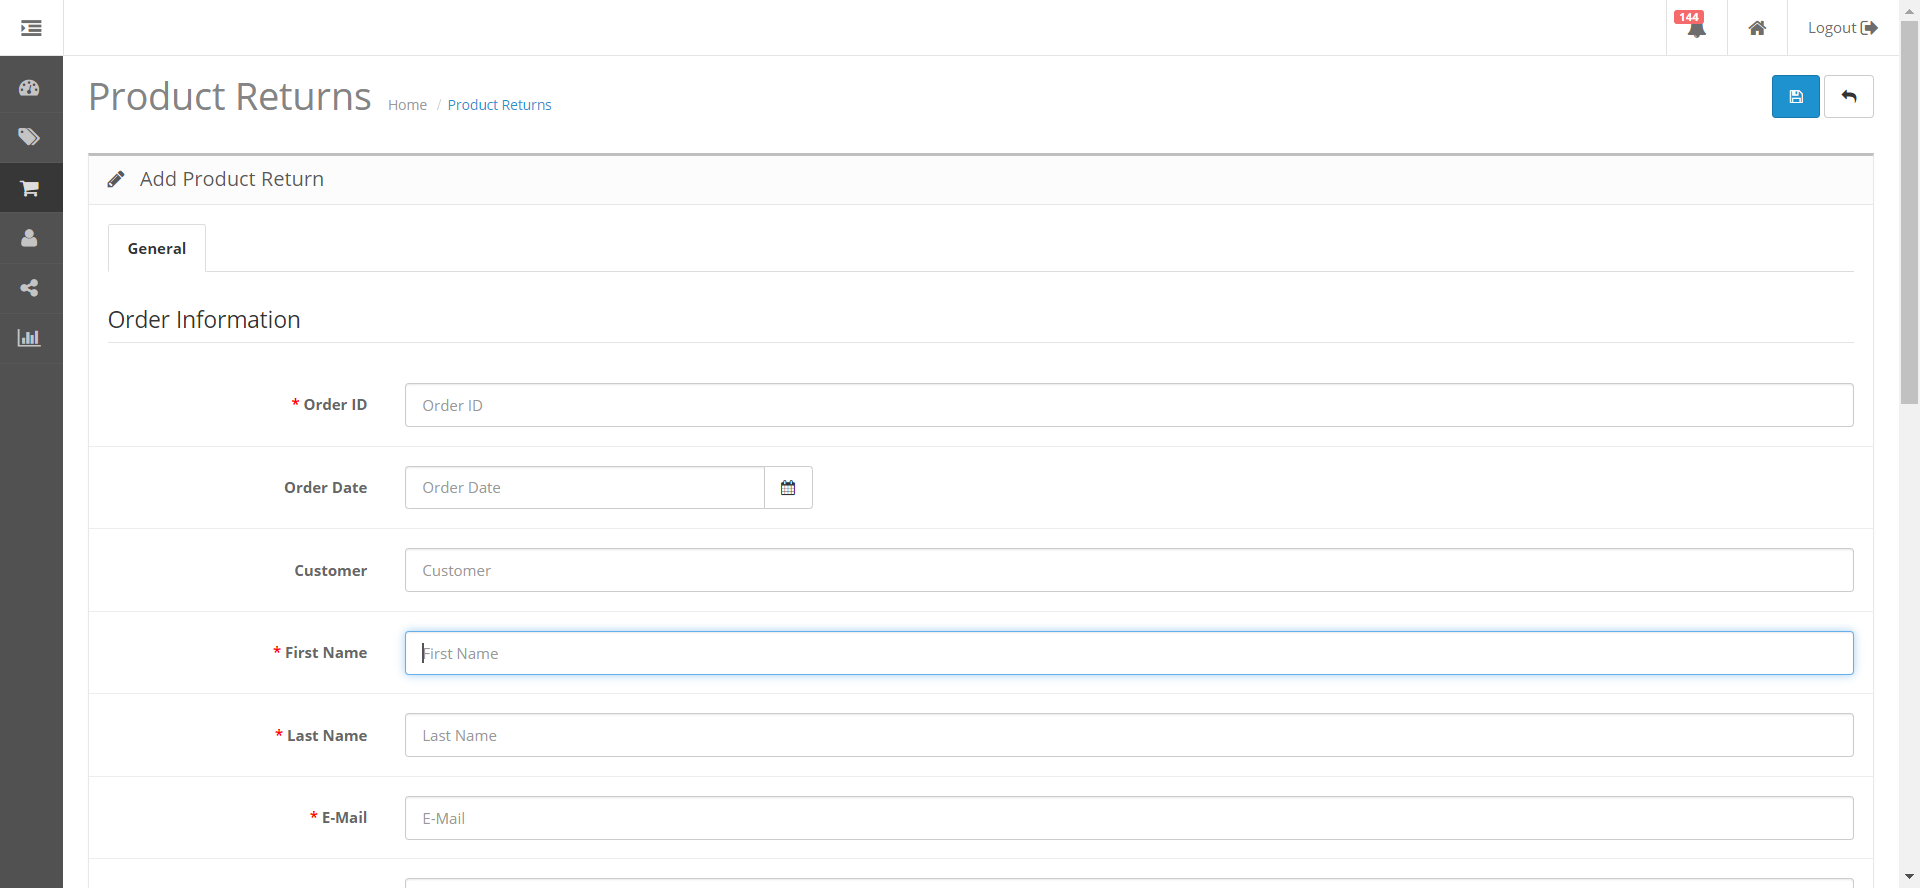 144
Logout
Product Returns
Home / Product Returns
Add Product Return
General
Order Information
* Order ID
Order ID
Order Date
Order Date
Customer
Customer
* First Name
First Name
* Last Name
Last Name
* E-Mail
E-Mail